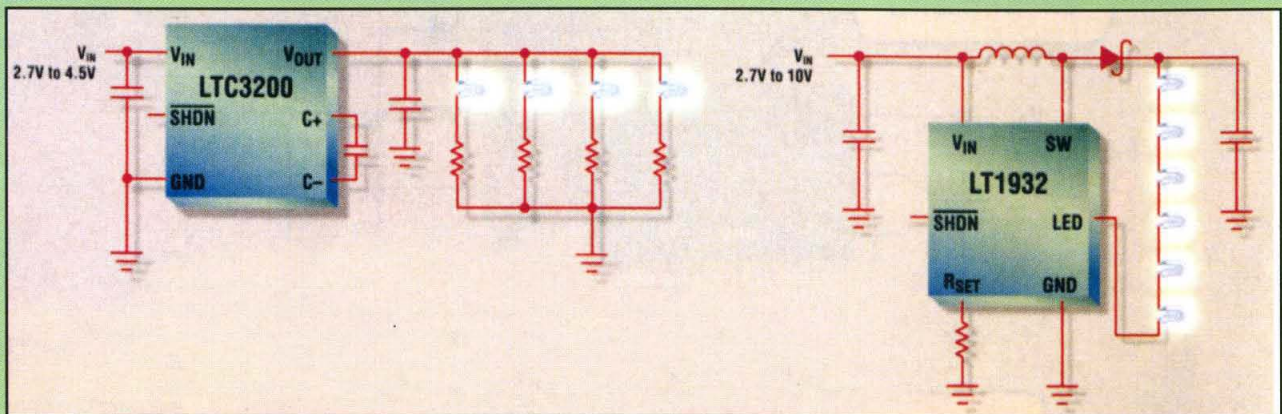 VIN
2.7V to 4.5V
VIN
VOUT
LTC3200
SHDN
C+
GND
C–
VIN
2.7V to 10V
VIN
SW
LT1932
SHDN
LED
RSET
GND